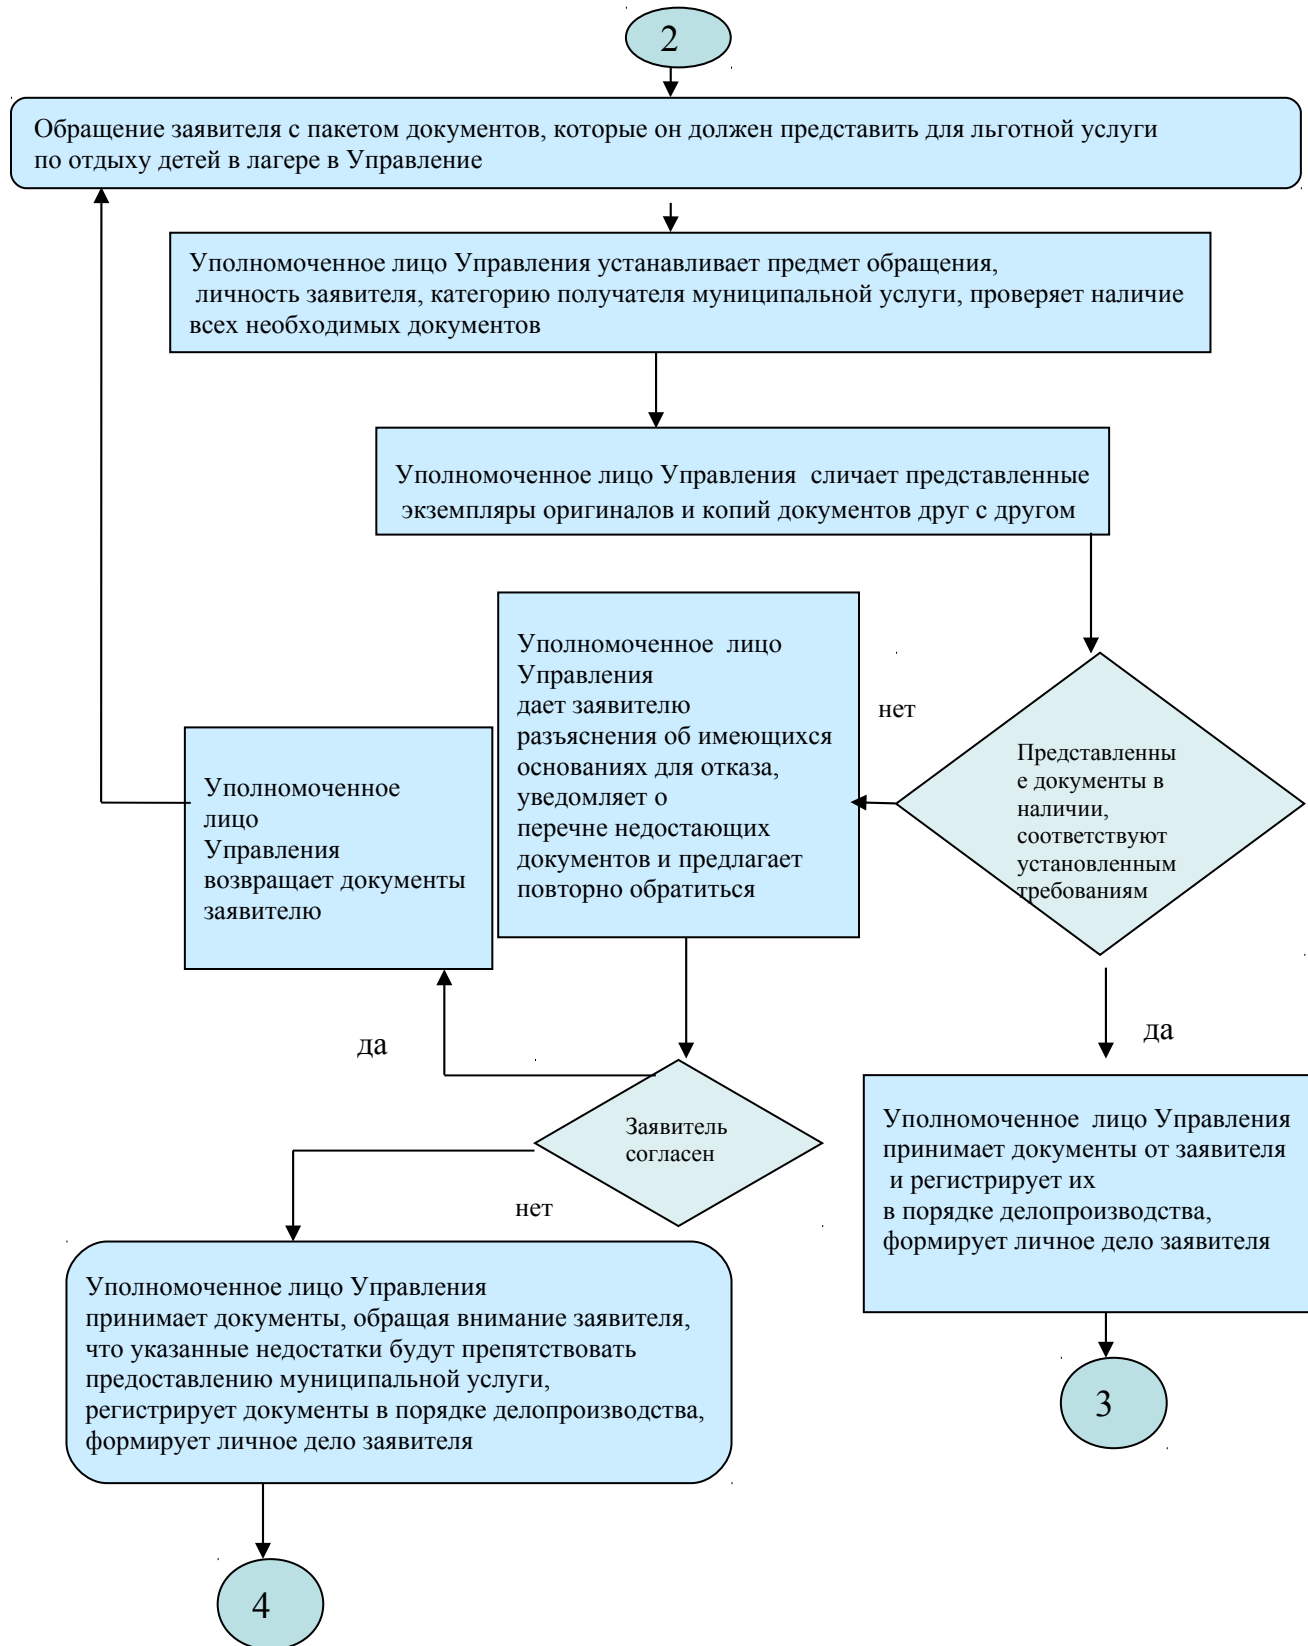 2
Обращение заявителя с пакетом документов, которые он должен представить для льготной услуги
по отдыху детей в лагере в Управление
Уполномоченное лицо Управления устанавливает предмет обращения,
личность заявителя, категорию получателя муниципальной услуги, проверяет наличие
всех необходимых документов
Уполномоченное лицо Управления сличает представленные
экземпляры оригиналов и копий документов друг с другом
Уполномоченное лицо
Управления
дает заявителю
разъяснения об имеющихся
основаниях для отказа,
уведомляет о
перечне недостающих
документов и предлагает
повторно обратиться
нет
Представленны
е документы в
наличии,
соответствуют
установленным
требованиям
Уполномоченное
лицо
Управления
возвращает документы
заявителю
да
да
Заявитель
согласен
нет
Уполномоченное лицо Управления
принимает документы от заявителя
и регистрирует их
в порядке делопроизводства,
формирует личное дело заявителя
Уполномоченное лицо Управления
принимает документы, обращая внимание заявителя,
что указанные недостатки будут препятствовать
предоставлению муниципальной услуги,
регистрирует документы в порядке делопроизводства,
формирует личное дело заявителя
3
4